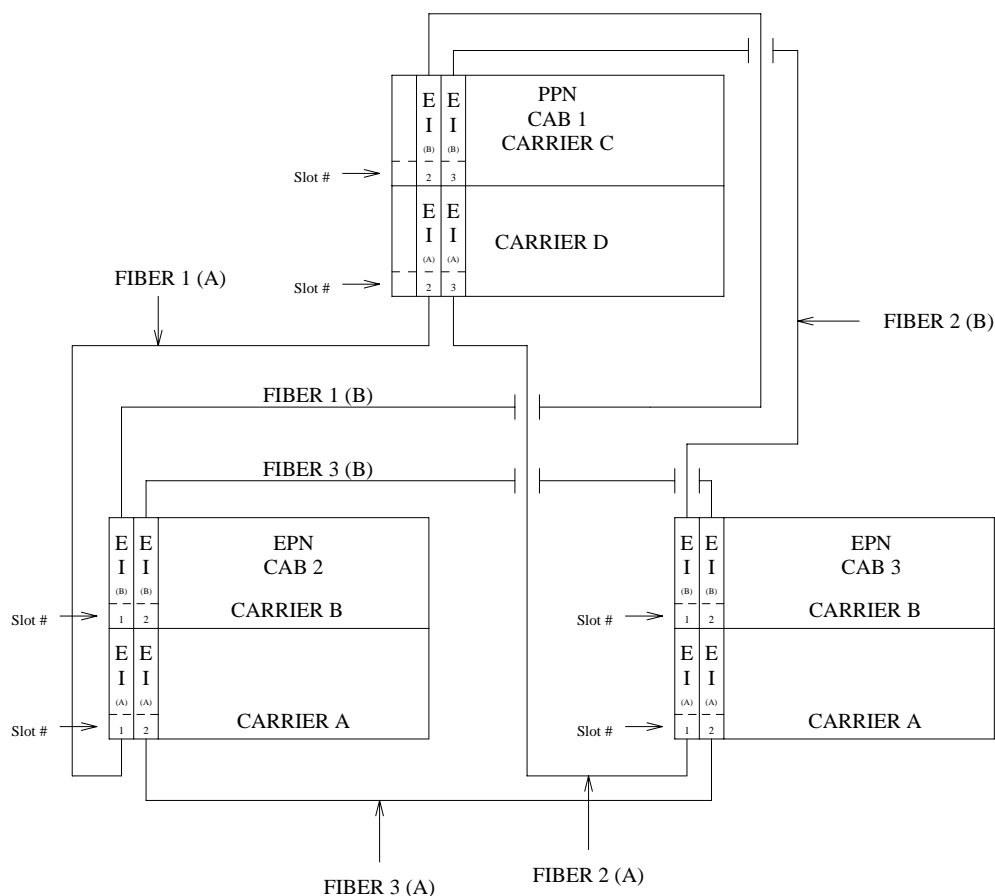 E E PPN
I I CAB 1
(B) (B) CARRIER C
Slot # 2 3
E E
I I CARRIER D
(A) (A)
FIBER 1 (A)
Slot # 2 3
FIBER 2 (B)
FIBER 1 (B)
FIBER 3 (B)
E E EPN
I I CAB 2
(B) (B)
CARRIER B
Slot # 1 2
E E
I I
(A) (A)
CARRIER A
Slot # 1 2
E E EPN
I I CAB 3
(B) (B)
CARRIER B
Slot # 1 2
E E
I I
(A) (A)
CARRIER A
Slot # 1 2
FIBER 3 (A)
FIBER 2 (A)